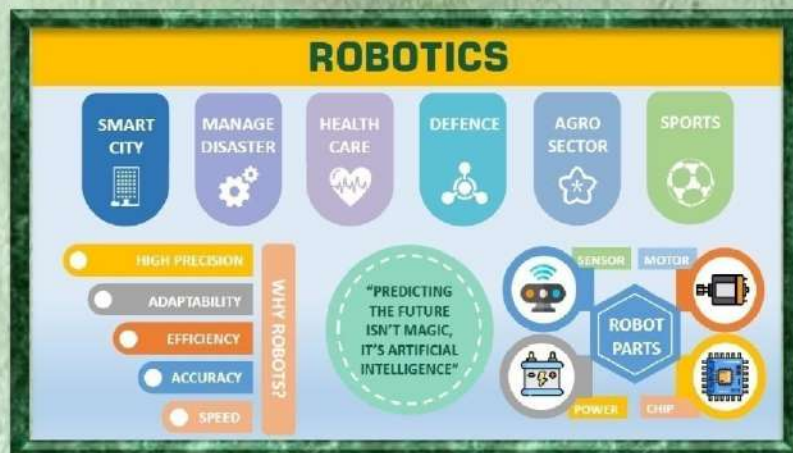 ROBOTICS
SMART
CITY
MANAGE
DISASTER
HEALTH
CARE
DEFENCE
AGRO
SECTOR
SPORTS
HIGH PRECISION
ADAPTABILITY
EFFICIENCY
ACCURACY
SPEED
WHY ROBOTS?
"PREDICTING
THE FUTURE
ISN'T MAGIC,
IT'S ARTIFICIAL
INTELLIGENCE"
SENSOR
MOTOR
ROBOT
PARTS
POWER
CHIP